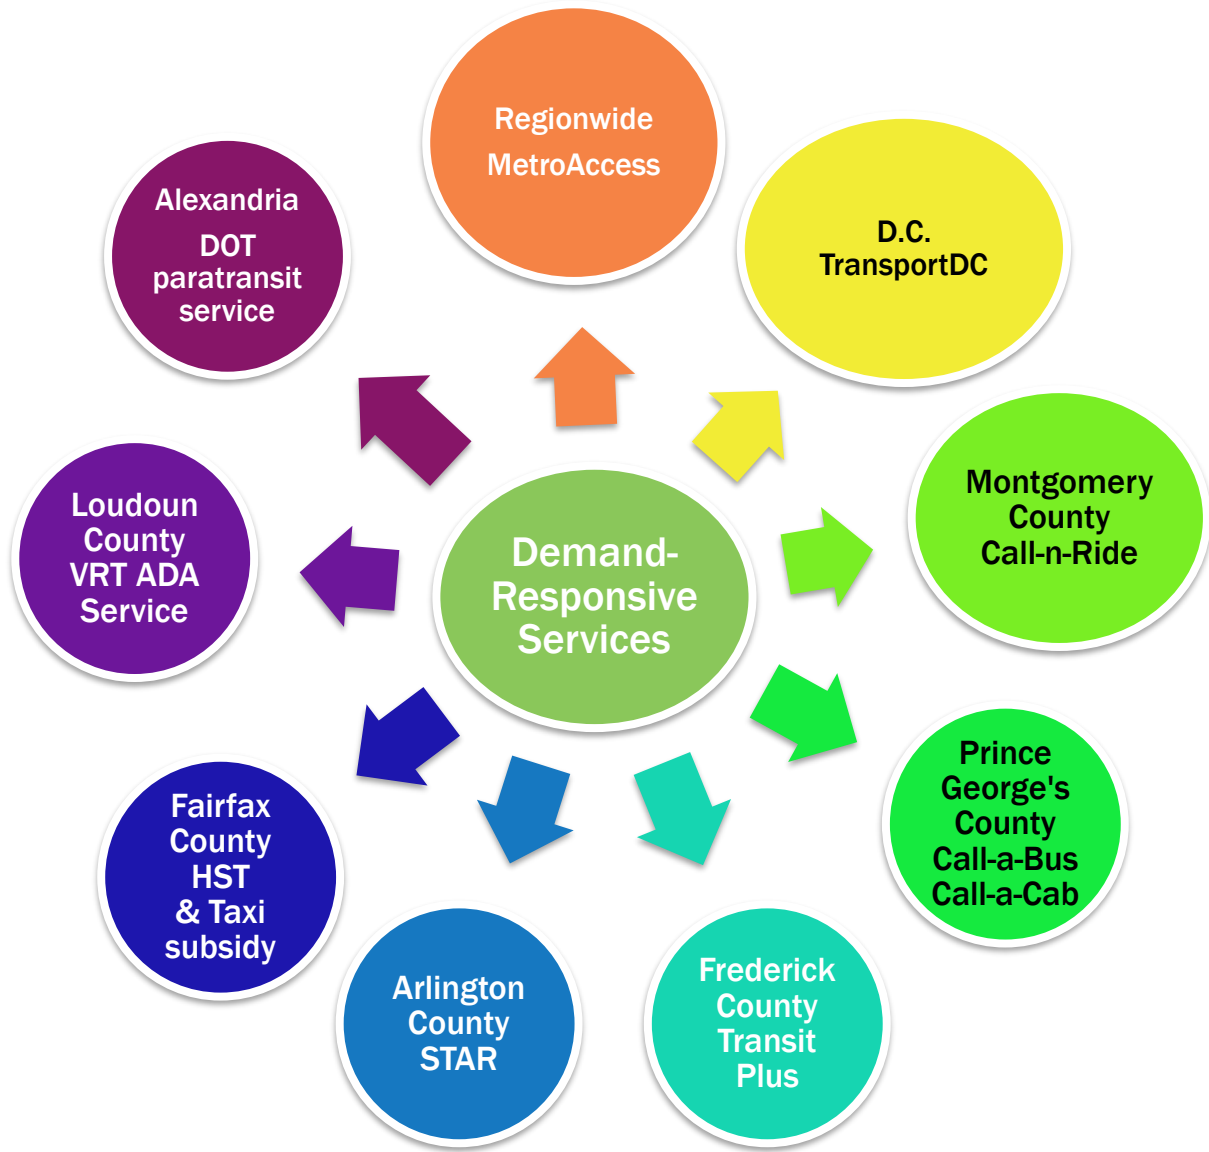 Regionwide
MetroAccess
D.C.
TransportDC
Montgomery
County
Call-n-Ride
Prince
George's
County
Call-a-Bus
Call-a-Cab
Frederick
County
Transit
Plus
Arlington
County
STAR
Fairfax
County
HST
& Taxi
subsidy
Loudoun
County
VRT ADA
Service
Alexandria
DOT
paratransit
service
Demand-
Responsive
Services